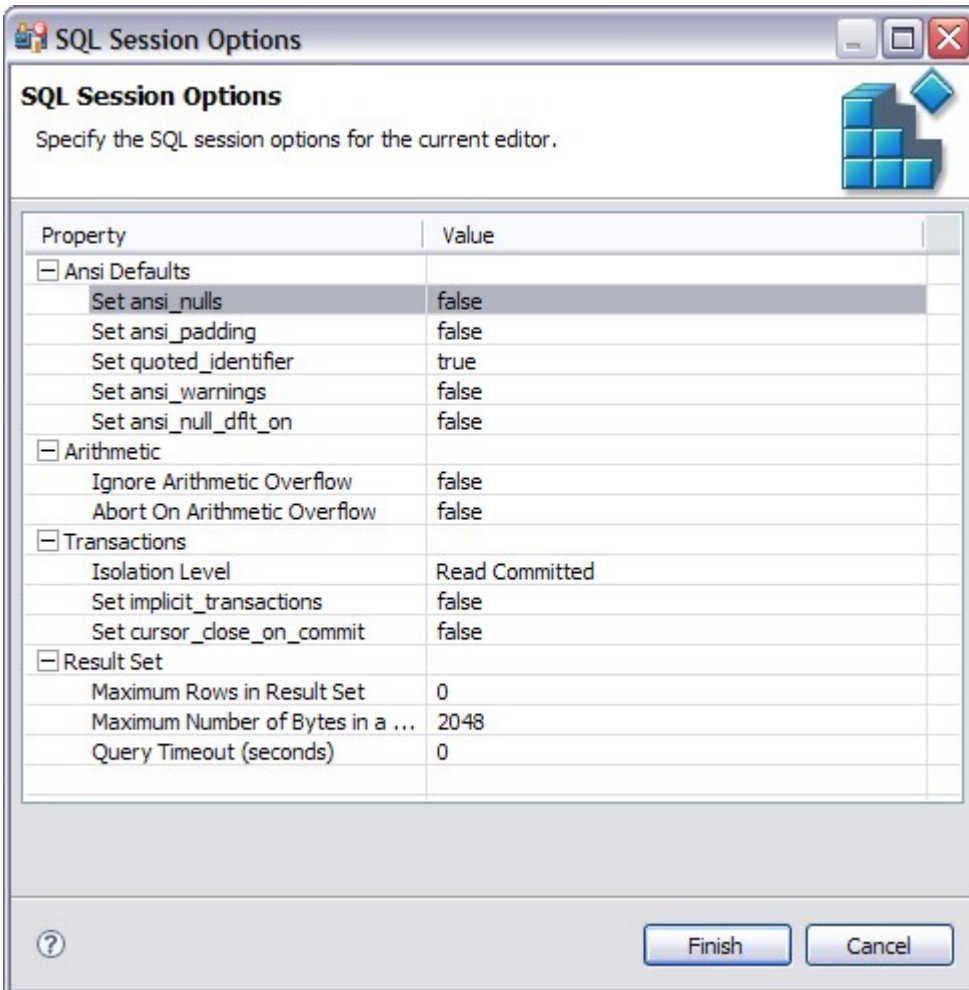 SQL Session Options
SQL Session Options
Specify the SQL session options for the current editor.
Property Value
Ansi Defaults
Set ansi_nulls false
Set ansi_padding false
Set quoted_identifier true
Set ansi_warnings false
Set ansi_null_dflt_on false
Arithmetic
Ignore Arithmetic Overflow false
Abort On Arithmetic Overflow false
Transactions
Isolation Level Read Committed
Set implicit_transactions false
Set cursor_close_on_commit false
Result Set
Maximum Rows in Result Set 0
Maximum Number of Bytes in a ... 2048
Query Timeout (seconds) 0
? Finish Cancel